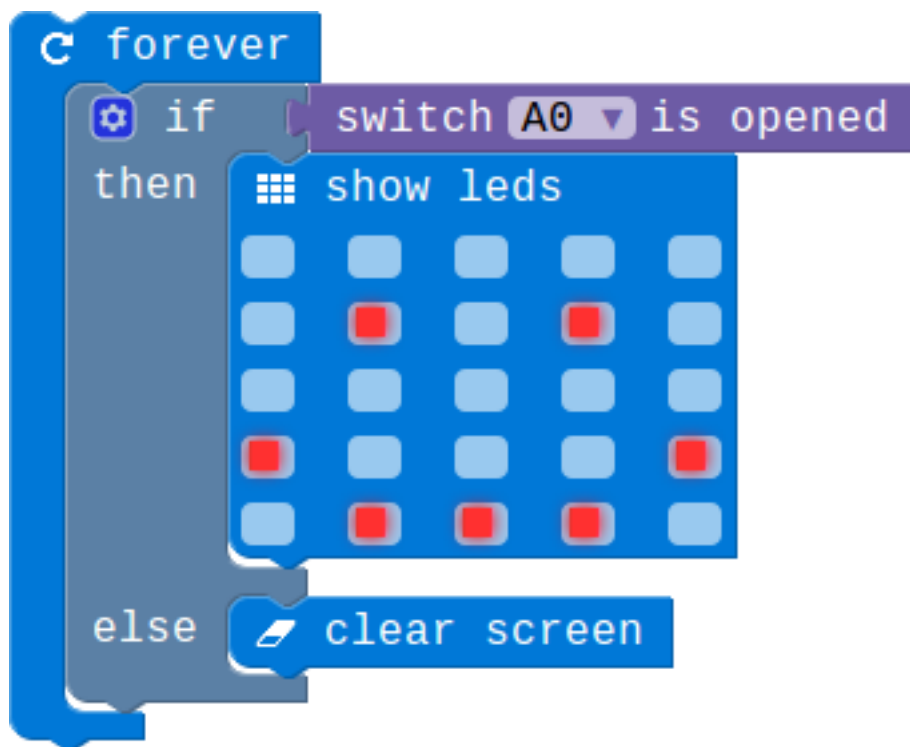 forever
if switch A0 is opened
then show leds
else clear screen